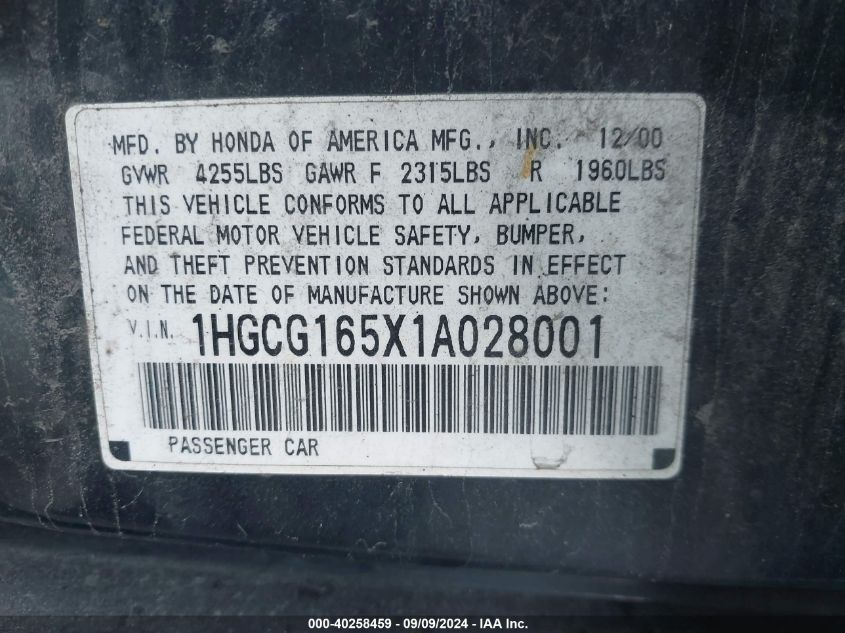 MFD. BY HONDA OF AMERICA MFG., INC. 12/00
GVWR 4255LBS GAWR F 2315LBS R 1960LBS
THIS VEHICLE CONFORMS TO ALL APPLICABLE
FEDERAL MOTOR VEHICLE SAFETY, BUMPER,
AND THEFT PREVENTION STANDARDS IN EFFECT
ON THE DATE OF MANUFACTURE SHOWN ABOVE:
V.I.N. 1HGCG165X1A028001
PASSENGER CAR
000-40258459 - 09/09/2024 - IAA Inc.